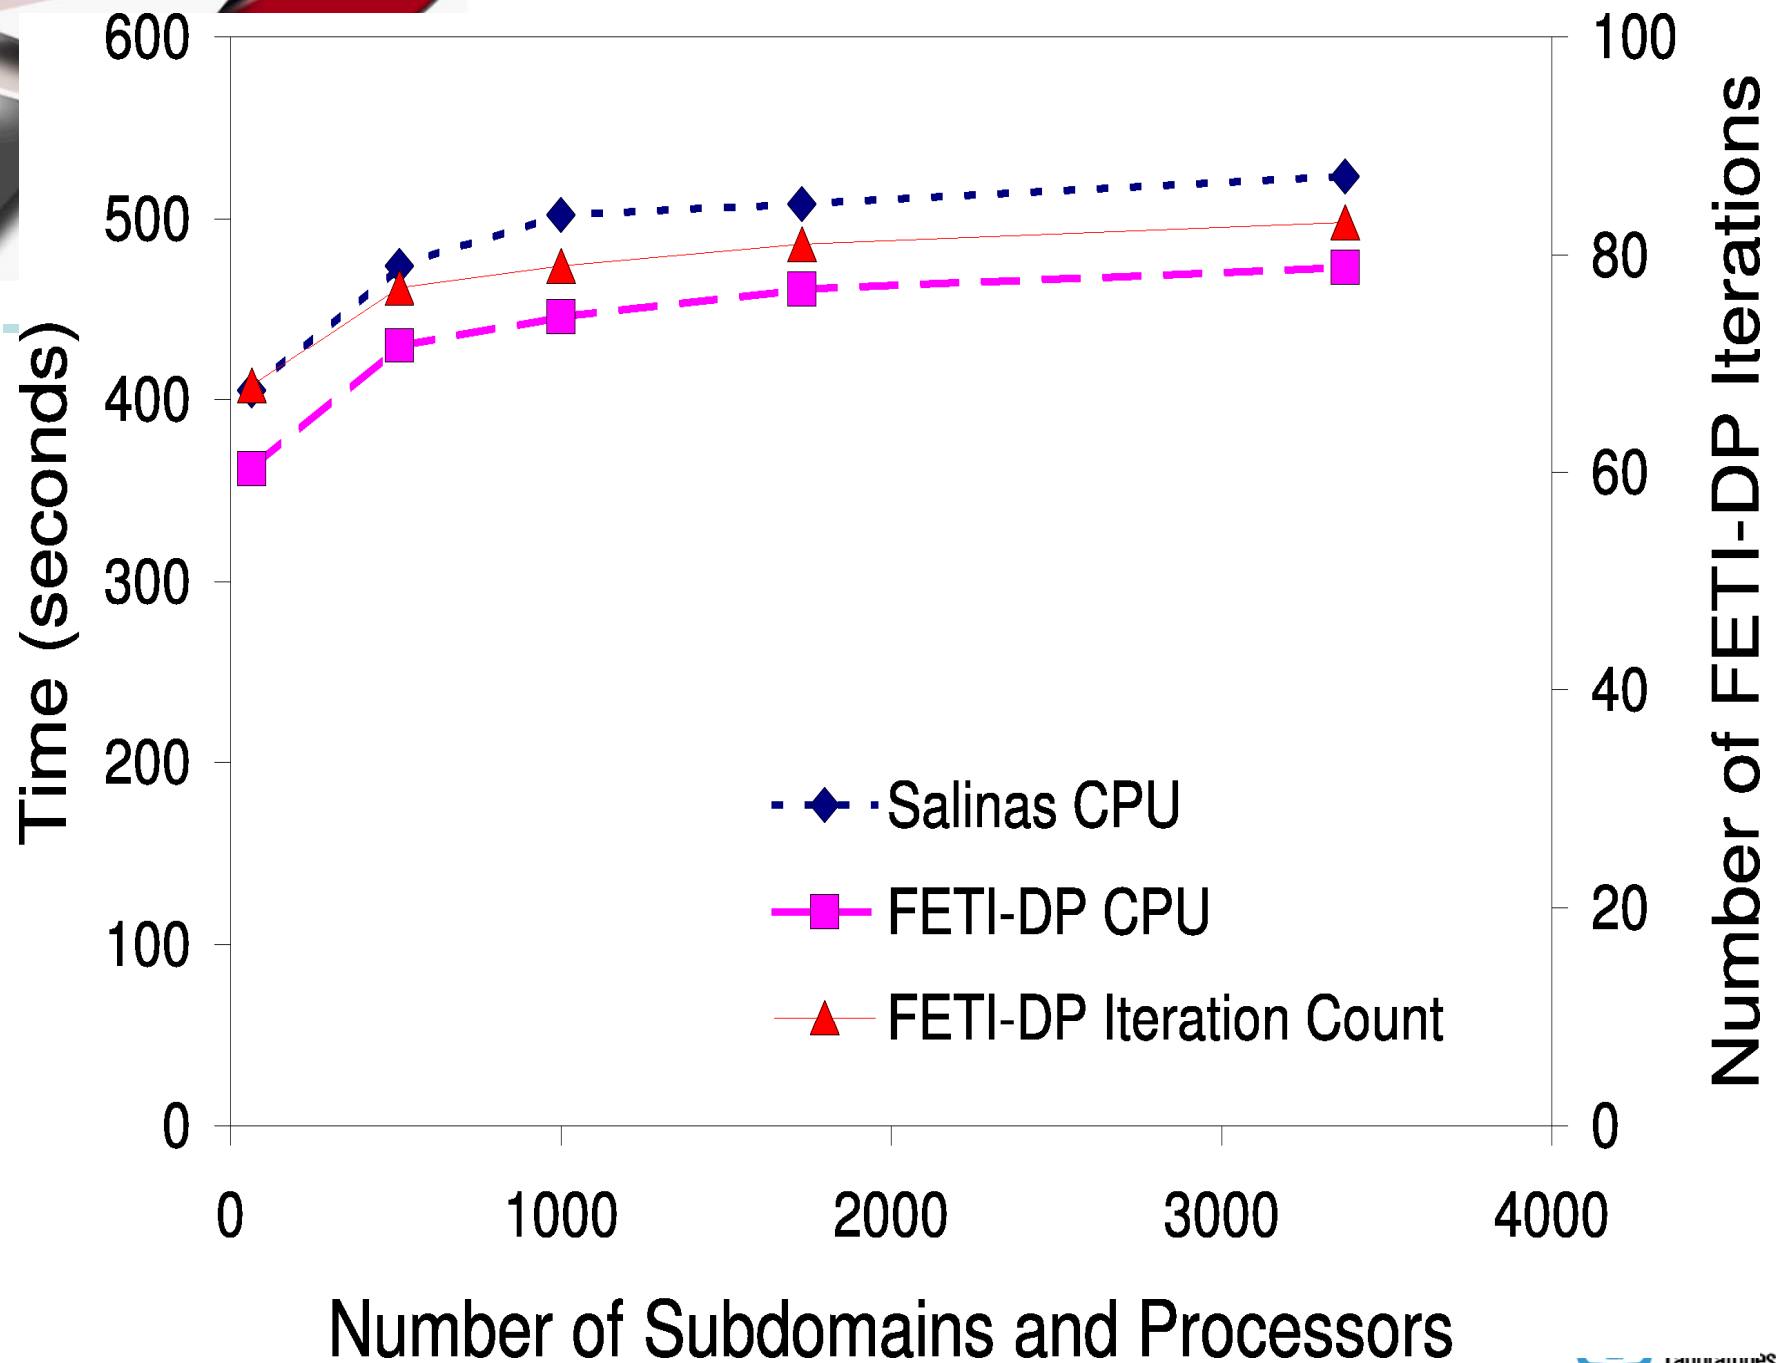 600
500
400
300
200
100
0
Time (seconds)
100
80
60
40
20
0
Number of FETI-DP Iterations
Salinas CPU
FETI-DP CPU
FETI-DP Iteration Count
0 1000 2000 3000 4000
Number of Subdomains and Processors